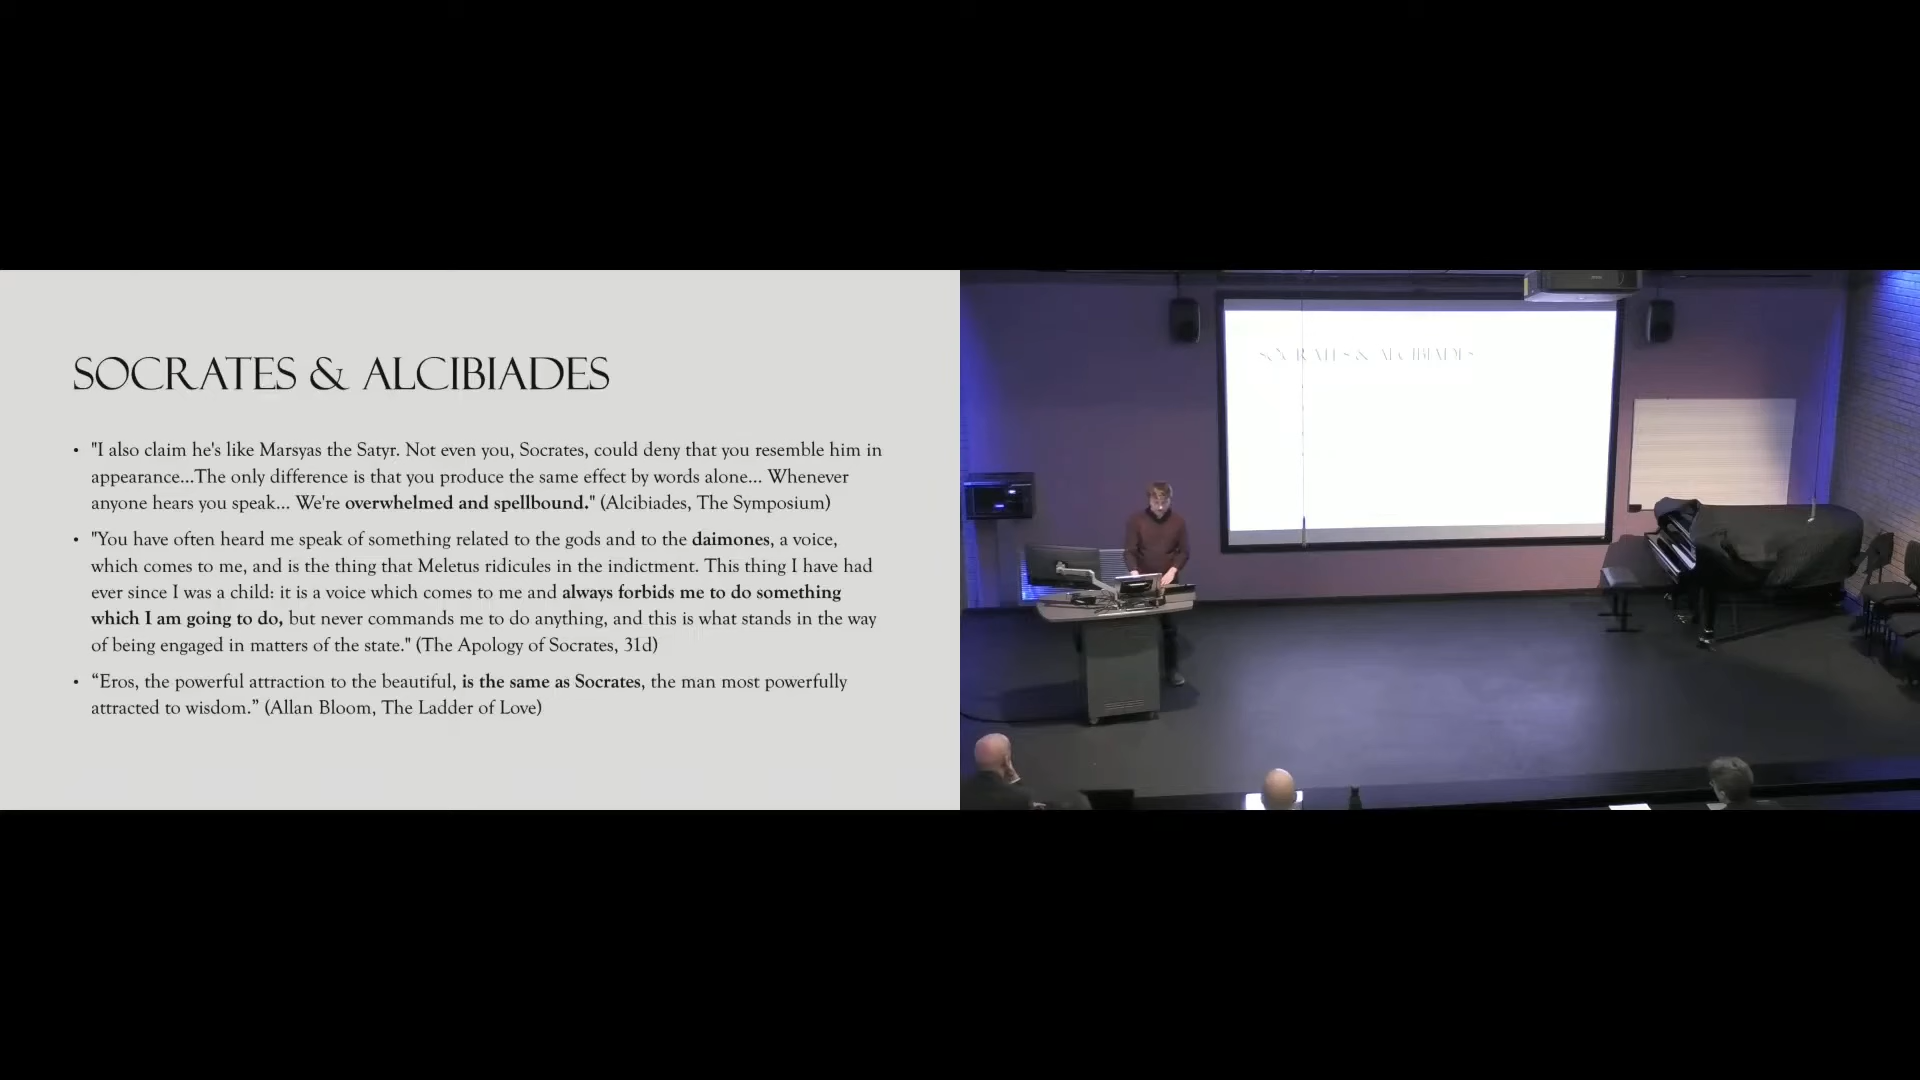 SOCRATES & ALCIBIADES
• "I also claim he's like Marsyas the Satyr. Not even you, Socrates, could deny that you resemble him in
appearance...The only difference is that you produce the same effect by words alone... Whenever
anyone hears you speak... We're overwhelmed and spellbound." (Alcibiades, The Symposium)
• "You have often heard me speak of something related to the gods and to the daimones, a voice,
which comes to me, and is the thing that Meletus ridicules in the indictment. This thing I have had
ever since I was a child: it is a voice which comes to me and always forbids me to do something
which I am going to do, but never commands me to do anything, and this is what stands in the way
of being engaged in matters of the state." (The Apology of Socrates, 31d)
• “Eros, the powerful attraction to the beautiful, is the same as Socrates, the man most powerfully
attracted to wisdom.” (Allan Bloom, The Ladder of Love)
SOCRATES & ALCIBIADES